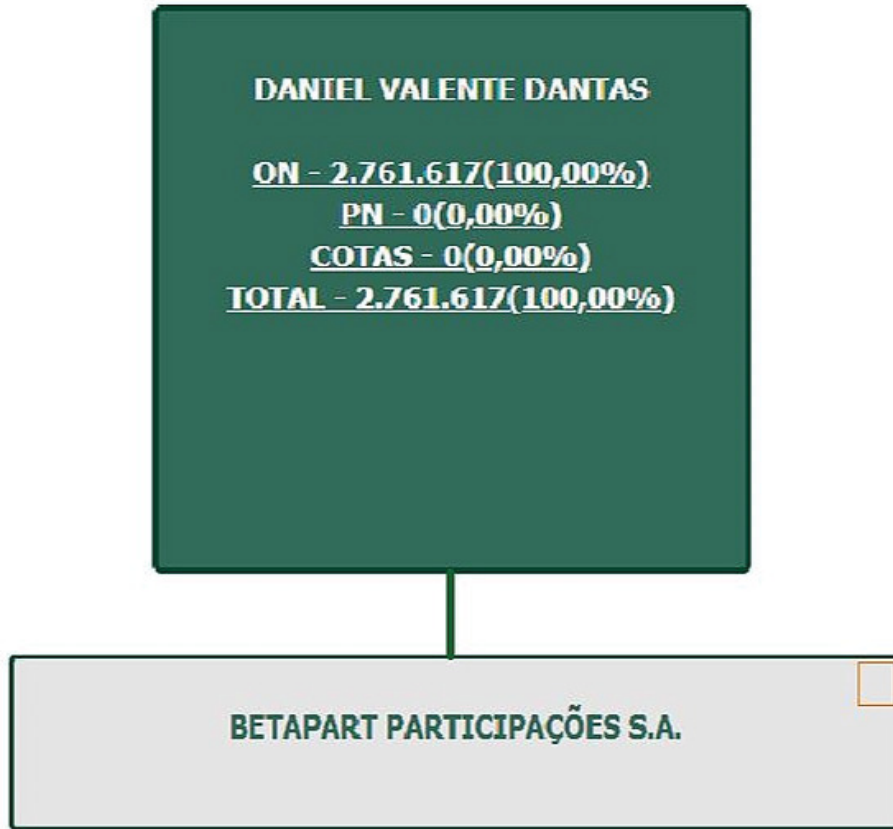 DANIEL VALENTE DANTAS
ON - 2.761.617(100,00%)
PN - 0(0,00%)
COTAS - 0(0,00%)
TOTAL - 2.761.617(100,00%)
BETAPART PARTICIPAÇÕES S.A.